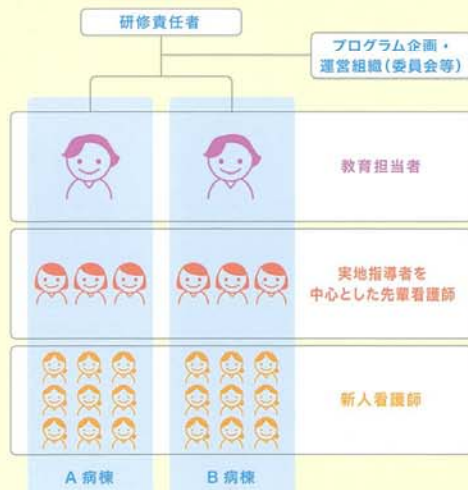 研修責任者
プログラム企画・
運営組織(委員会等)
教育担当者
実地指導者を
中心とした先輩看護師
新人看護師
A 病棟
B 病棟